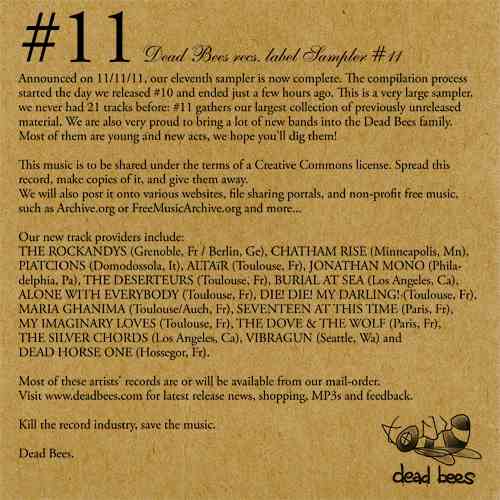 #11 Dead Bees recs. label Sampler #11
Announced on 11/11/11, our eleventh sampler is now complete. The compilation process
started the day we released #10 and ended just a few hours ago. This is a very large sampler,
we never had 21 tracks before: #11 gathers our largest collection of previously unreleased
material. We are also very proud to bring a lot of new bands into the Dead Bees family.
Most of them are young and new acts, we hope you'll dig them!
This music is to be shared under the terms of a Creative Commons license. Spread this
record, make copies of it, and give them away.
We will also post it onto various websites, file sharing portals, and non-profit free music,
such as Archive.org or FreeMusicArchive.org and more...
Our new track providers include:
THE ROCKANDYS (Grenoble, Fr / Berlin, Ge), CHATHAM RISE (Minneapolis, Mn),
PIATCIONS (Domodossola, It), ALTAïR (Toulouse, Fr), JONATHAN MONO (Phila-
delphia, Pa), THE DESERTEURS (Toulouse, Fr), BURIAL AT SEA (Los Angeles, Ca),
ALONE WITH EVERYBODY (Toulouse, Fr), DIE! DIE! MY DARLING! (Toulouse, Fr),
MARIA GHANIMA (Toulouse/Auch, Fr), SEVENTEEN AT THIS TIME (Paris, Fr),
MY IMAGINARY LOVES (Toulouse, Fr), THE DOVE & THE WOLF (Paris, Fr),
THE SILVER CHORDS (Los Angeles, Ca), VIBRAGUN (Seattle, Wa) and
DEAD HORSE ONE (Hossegor, Fr).
Most of these artists' records are or will be available from our mail-order.
Visit www.deadbees.com for latest release news, shopping, MP3s and feedback.
Kill the record industry, save the music.
Dead Bees.
dead bees